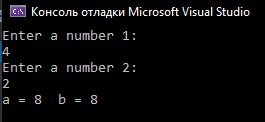 Консоль отладки Microsoft Visual Studio
Enter a number 1:
4
Enter a number 2:
2
a = 8  b = 8